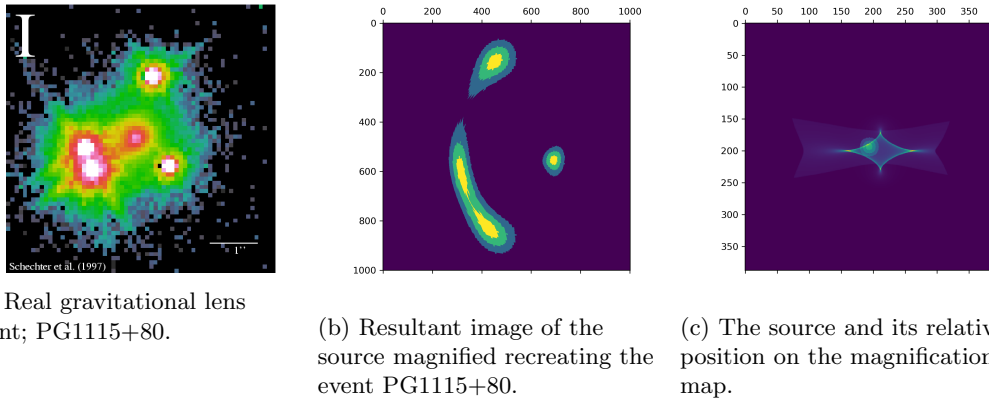 I
1''
Schechter et al. (1997)
Real gravitational lens
nt; PG1115+80.
0 200 400 600 800 1000
0
200
400
600
800
1000
(b) Resultant image of the
source magnified recreating the
event PG1115+80.
0 50 100 150 200 250 300 350
0
50
100
150
200
250
300
350
(c) The source and its relativ
position on the magnification
map.